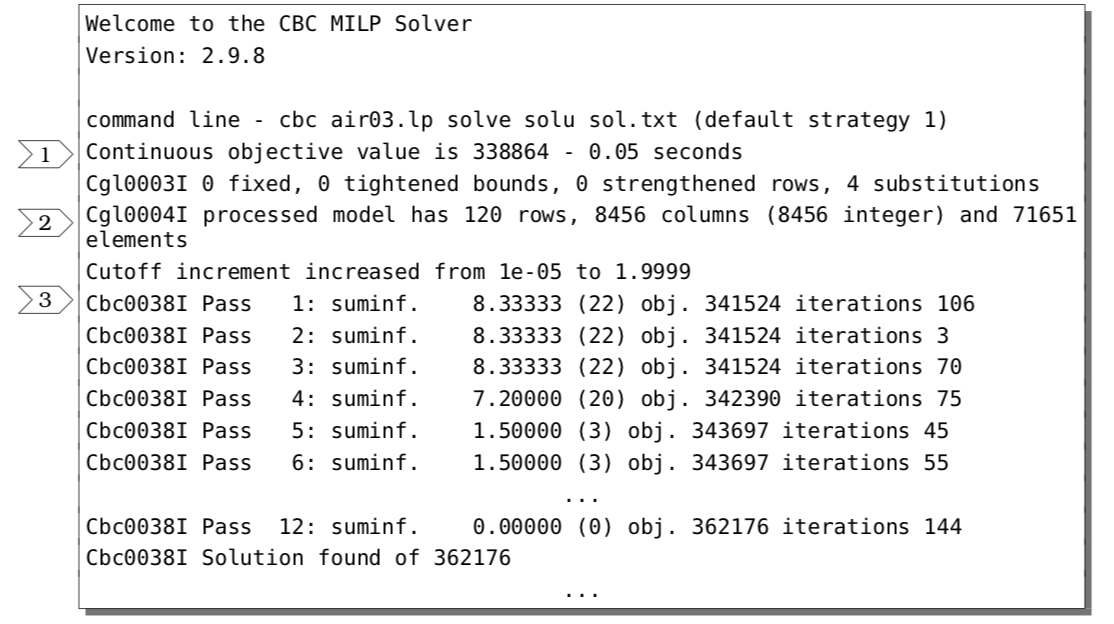 Welcome to the CBC MILP Solver
Version: 2.9.8
command line - cbc air03.lp solve solu sol.txt (default strategy 1)
1 Continuous objective value is 338864 - 0.05 seconds
Cgl0003I 0 fixed, 0 tightened bounds, 0 strengthened rows, 4 substitutions
2 Cgl0004I processed model has 120 rows, 8456 columns (8456 integer) and 71651
elements
Cutoff increment increased from 1e-05 to 1.9999
3 Cbc0038I Pass   1: suminf.    8.33333 (22) obj. 341524 iterations 106
Cbc0038I Pass   2: suminf.    8.33333 (22) obj. 341524 iterations 3
Cbc0038I Pass   3: suminf.    8.33333 (22) obj. 341524 iterations 70
Cbc0038I Pass   4: suminf.    7.20000 (20) obj. 342390 iterations 75
Cbc0038I Pass   5: suminf.    1.50000 (3) obj. 343697 iterations 45
Cbc0038I Pass   6: suminf.    1.50000 (3) obj. 343697 iterations 55
...
Cbc0038I Pass  12: suminf.    0.00000 (0) obj. 362176 iterations 144
Cbc0038I Solution found of 362176
...